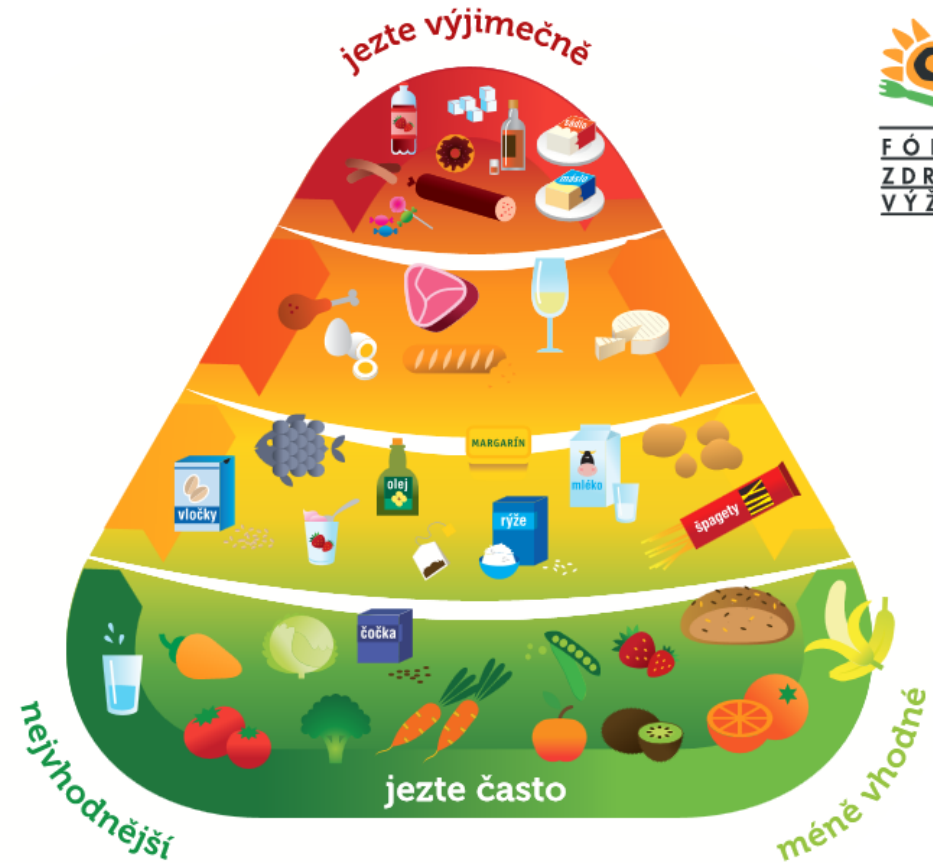 jezte výjimečně
sádlo
máslo
MARGARÍN
olej
mléko
vločky
rýže
špagety
čočka
jezte často
nejvhodnější
méně vhodné